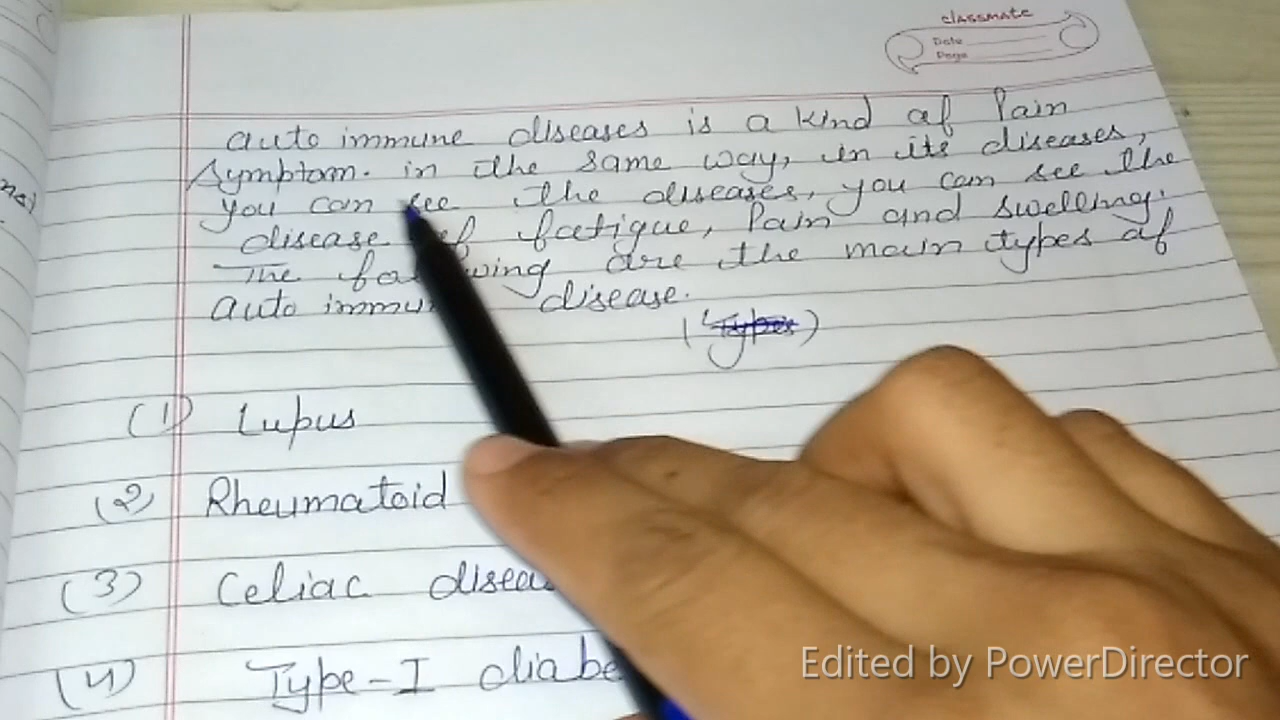 classmate
Date
Page
auto immune diseases is a kind of Pain
Symptom. in the same way, in its diseases,
you can see the diseases, you can see the
disease of fatigue, Pain and swelling.
The following are the main types of
auto immune disease.
(Types)
(1) Lupus
(2) Rheumatoid
(3) Celiac disease
(4) Type-I diabe
Edited by PowerDirector